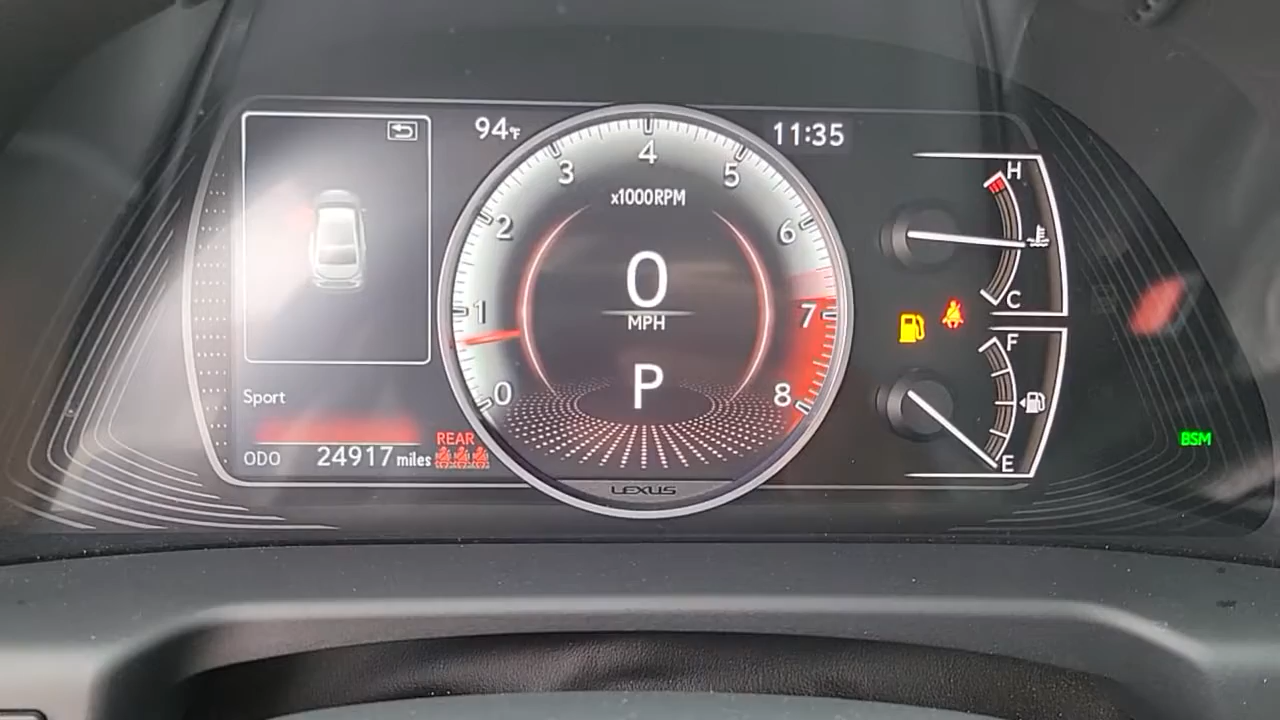 94°F
11:35
4
3
5
x1000RPM
2
6
H
0
MPH
C
1
7
F
P
Sport
0
8
REAR
BSM
ODO 24917 miles
E
LEXUS